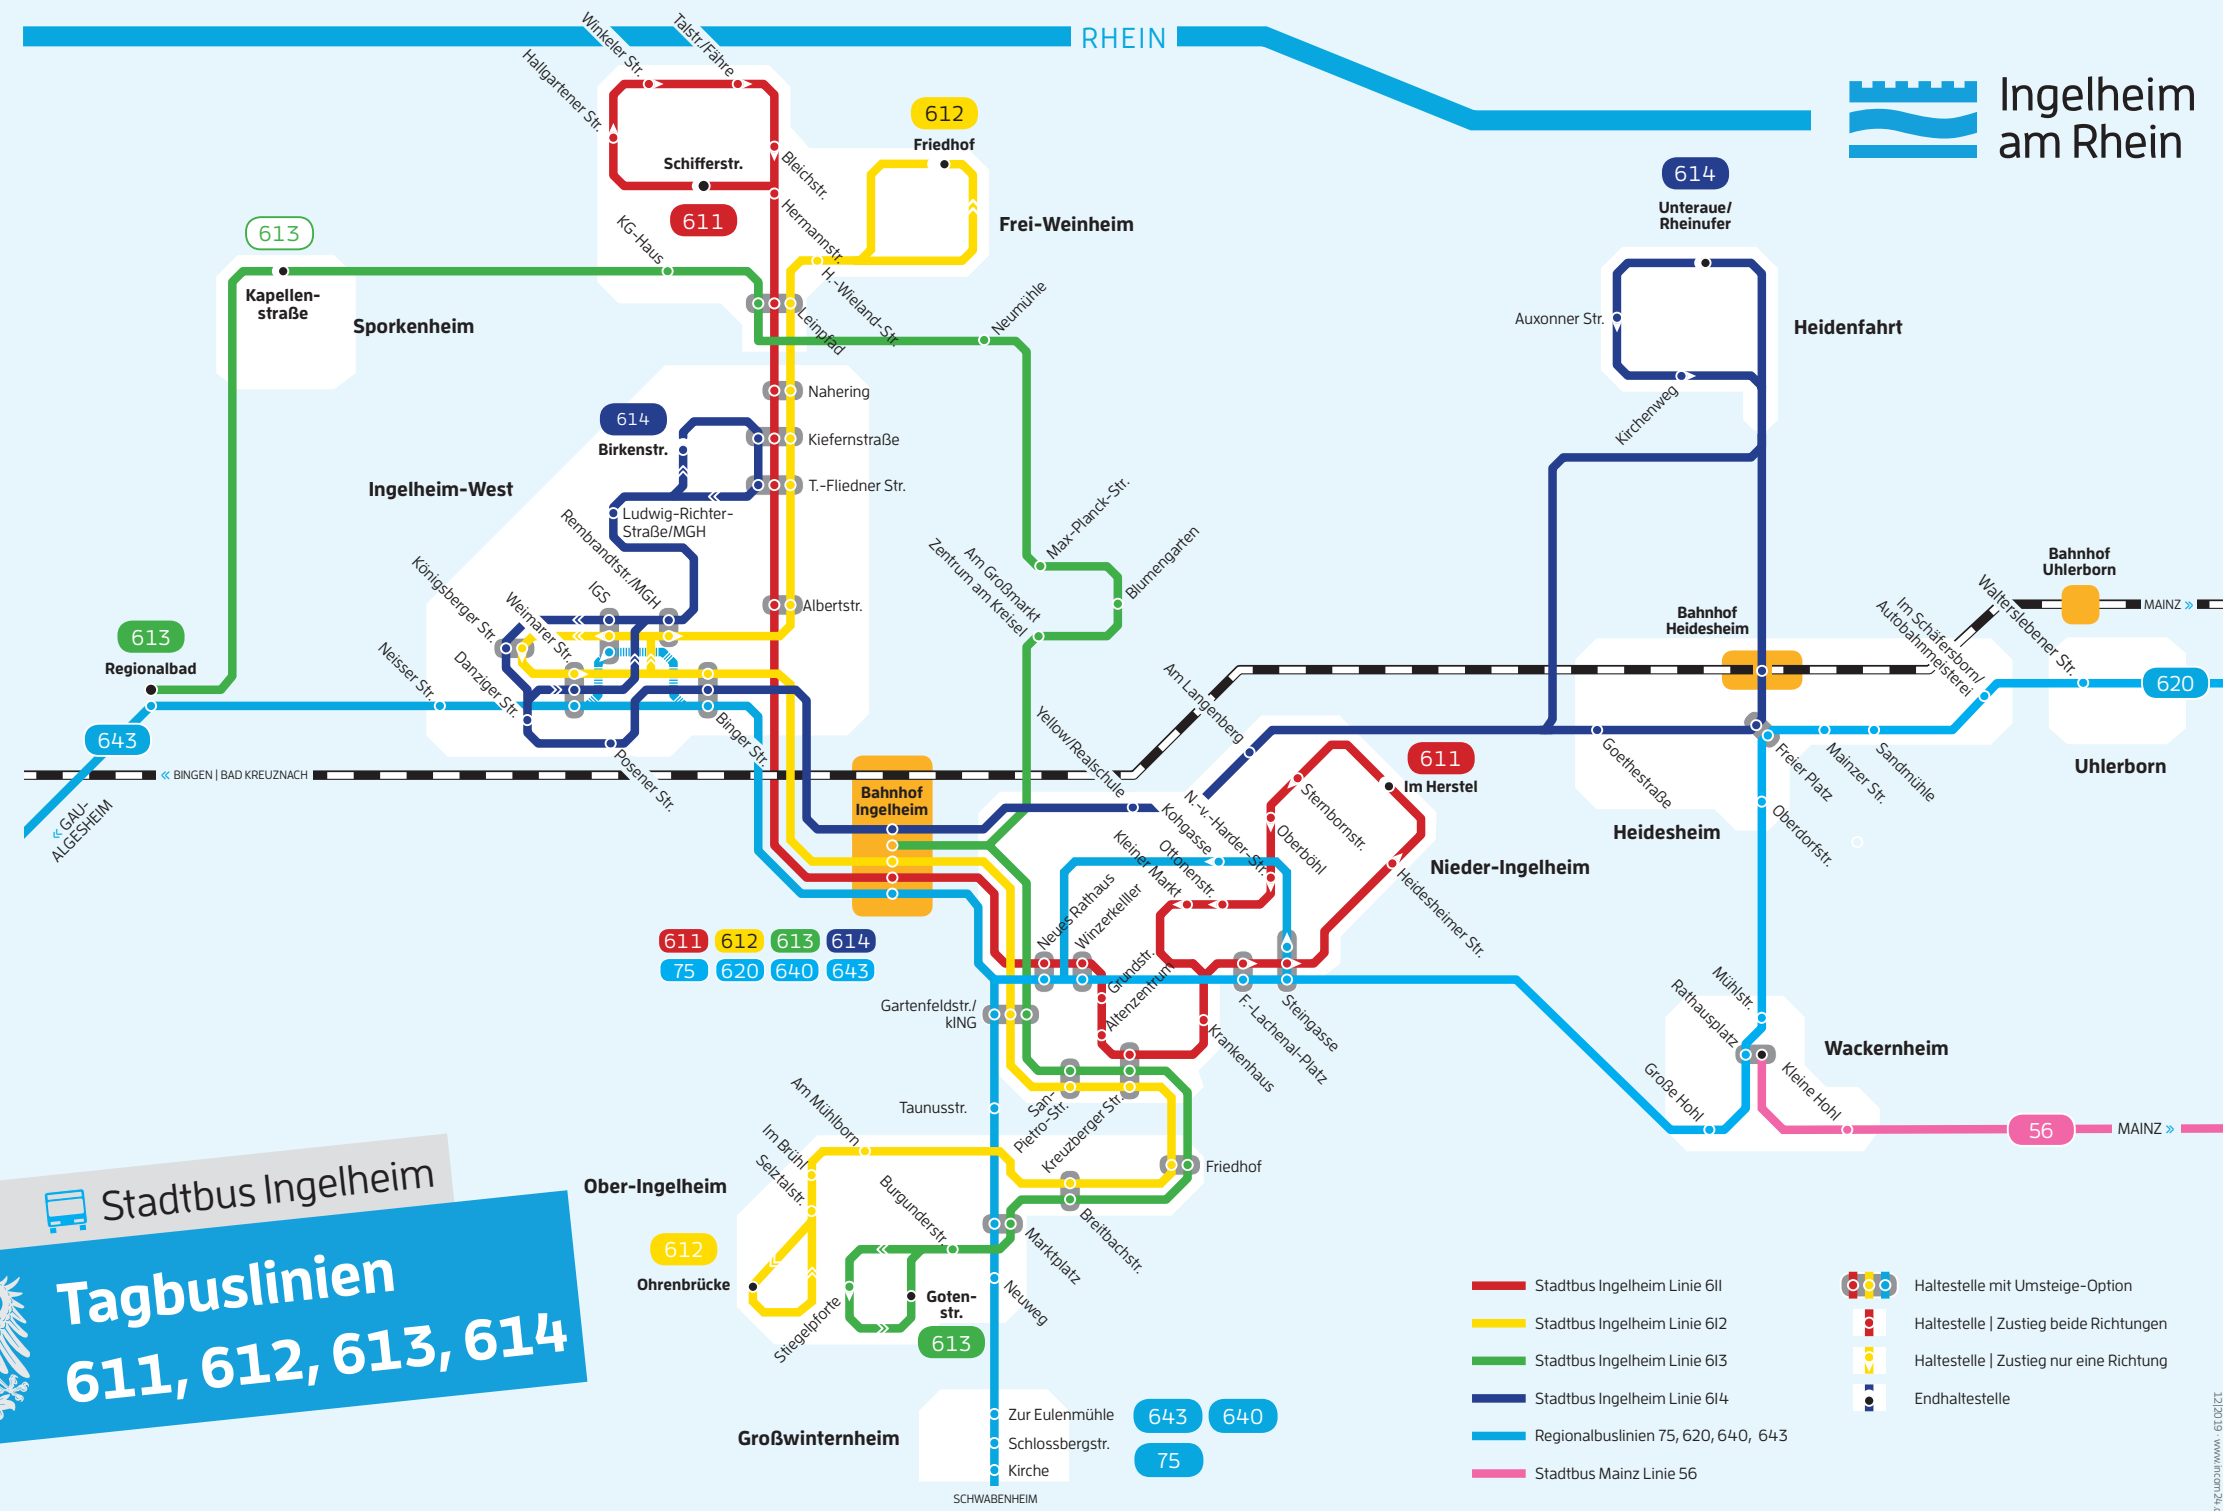 RHEIN
Ingelheim
am Rhein
Winkeler Str.
Talstr./Fähre
Hallgartener Str.
Schifferstr.
611
Bleichstr.
Hermannstr.
612
Friedhof
Frei-Weinheim
H.-Wieland-Str.
KG-Haus
613
Kapellen-
straße
Sporkenheim
Leinpfad
Neumühle
614
Unteraue/
Rheinufer
Auxonner Str.
Heidenfahrt
Kirchenweg
Nahering
614
Birkenstr.
Kiefernstraße
Ingelheim-West
T.-Fliedner Str.
Ludwig-Richter-
Straße/MGH
Rembrandtstr./MGH
IGS
Königsberger Str.
Weimarer Str.
Albertstr.
Neisser Str.
Danziger Str.
Posener Str.
Binger Str.
Max-Planck-Str.
Blumengarten
Am Großmarkt
Zentrum am Kreisel
613
Regionalbad
643
« BINGEN | BAD KREUZNACH
« GAU-
ALGESHEIM
Bahnhof
Uhlerborn
MAINZ »
Bahnhof
Heidesheim
Im Schäfersborn/
Autobahnmeisterei
Walterslebener Str.
620
Uhlerborn
Goethestraße
Freier Platz
Mainzer Str.
Sandmühle
Heidesheim
Oberdorfstr.
Am Langenberg
Yellow/Realschule
Bahnhof
Ingelheim
611
Im Herstel
Sternbornstr.
N.-v.-Harder-Str.
Oberböhl
Kohgasse
Ottonenstr.
Kleiner Markt
Nieder-Ingelheim
Heidesheimer Str.
Neues Rathaus
Winzerkelller
611
612
613
614
75
620
640
643
Grundstr.
Altenzentrum
Gartenfeldstr./
kING
Krankenhaus
F.-Lachenal-Platz
Steingasse
Mühlstr.
Rathausplatz
Wackernheim
Große Hohl
Kleine Hohl
56
MAINZ »
San-
Pietro-Str.
Kreuzberger Str.
Taunusstr.
Am Mühlborn
Im Brühl
Selztalstr.
Friedhof
Ober-Ingelheim
Burgunderstr.
Breitbachstr.
Marktplatz
612
Ohrenbrücke
Goten-
str.
Stiegelpforte
613
Neuweg
Stadtbus Ingelheim
Tagbuslinien
611, 612, 613, 614
Großwinternheim
Zur Eulenmühle
Schlossbergstr.
Kirche
643
640
75
SCHWABENHEIM
Stadtbus Ingelheim Linie 611
Stadtbus Ingelheim Linie 612
Stadtbus Ingelheim Linie 613
Stadtbus Ingelheim Linie 614
Regionalbuslinien 75, 620, 640, 643
Stadtbus Mainz Linie 56
Haltestelle mit Umsteige-Option
Haltestelle | Zustieg beide Richtungen
Haltestelle | Zustieg nur eine Richtung
Endhaltestelle
12/2019 · www.incom24.